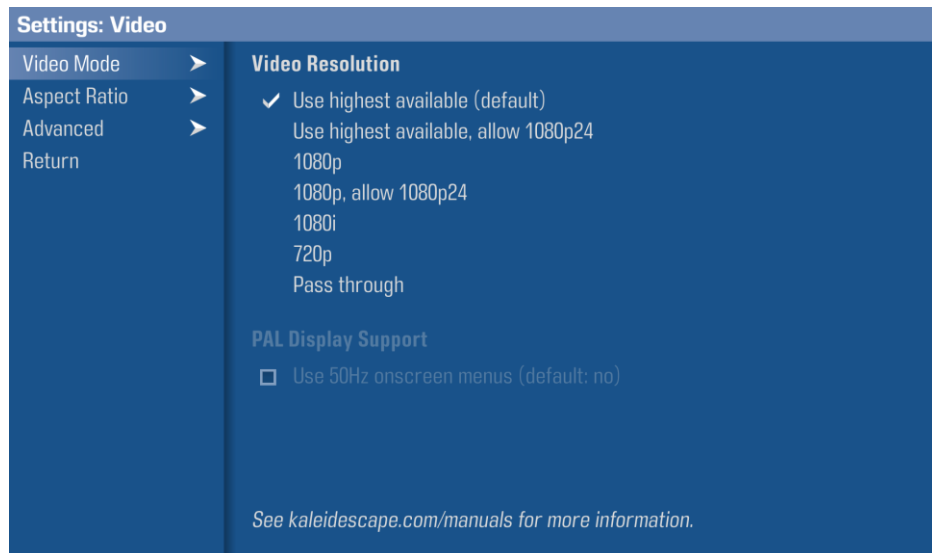 Settings: Video
Video Mode
Aspect Ratio
Advanced
Return
Video Resolution
Use highest available (default)
Use highest available, allow 1080p24
1080p
1080p, allow 1080p24
1080i
720p
Pass through
PAL Display Support
Use 50Hz onscreen menus (default: no)
See kaleidescape.com/manuals for more information.